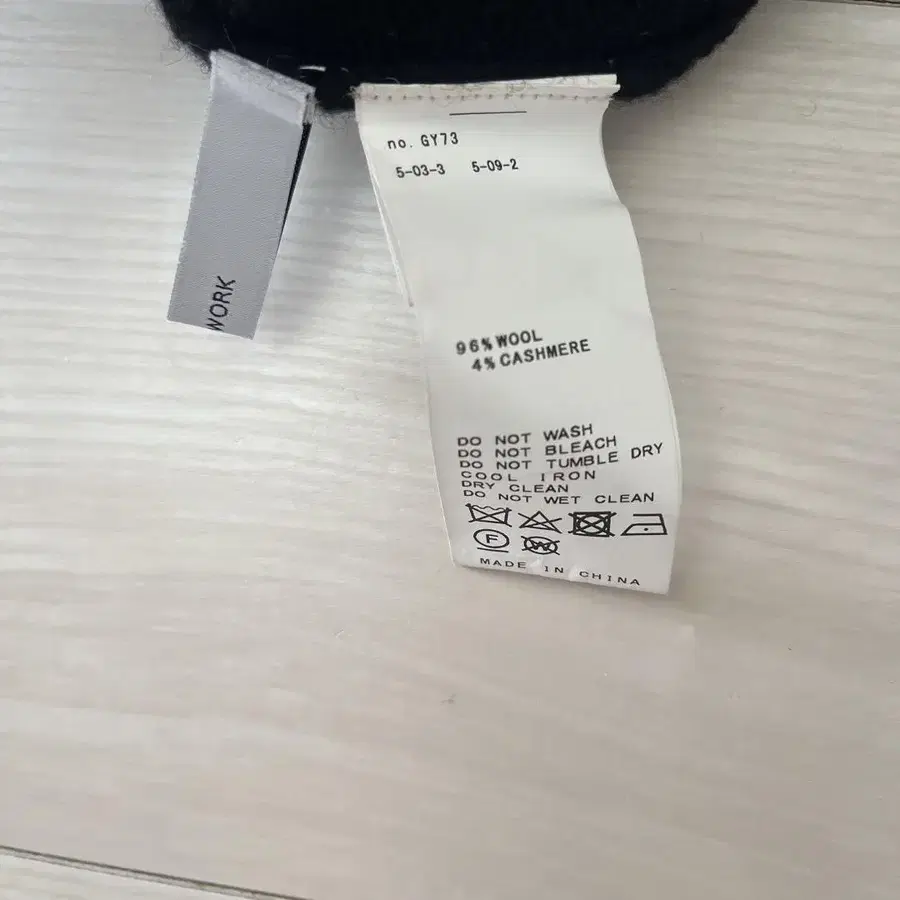 WORK
no. GY73
5-03-3 5-09-2
96% WOOL
4% CASHMERE
DO NOT WASH
DO NOT BLEACH
DO NOT TUMBLE DRY
COOL IRON
DRY CLEAN
DO NOT WET CLEAN
F
W
MADE IN CHINA